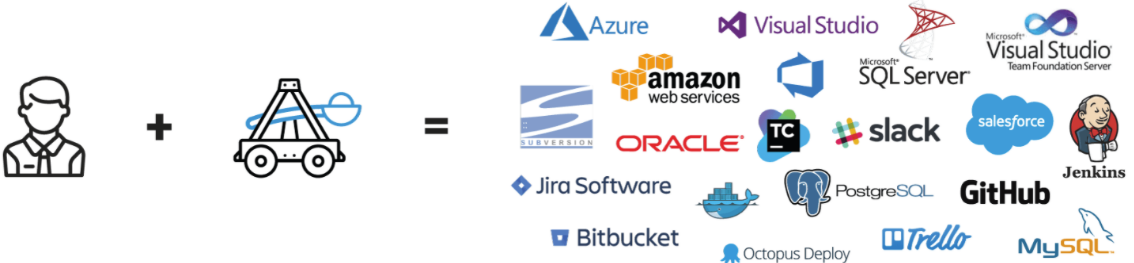 Azure
Visual Studio
Microsoft®
SQL Server®
Microsoft®
Visual Studio®
Team Foundation Server
amazon
web services
SUBVERSION
ORACLE®
TC
slack
salesforce
Jenkins
Jira Software
PostgreSQL
GitHub
Bitbucket
Octopus Deploy
Trello
MySQL™